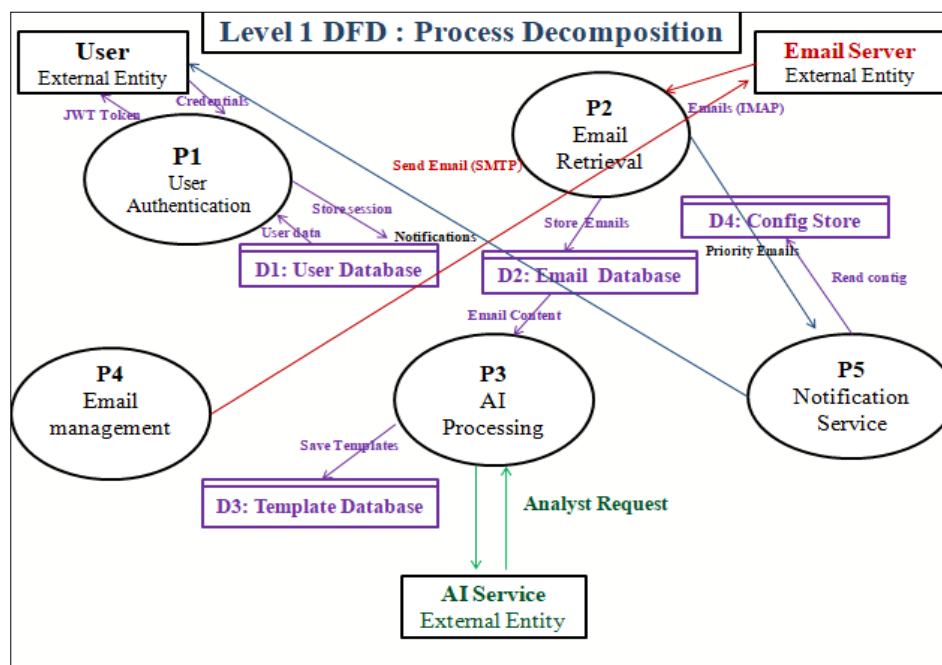 Level 1 DFD : Process Decomposition
User
External Entity
Email Server
External Entity
JWT Token
Credentials
P1
User
Authentication
P2
Email
Retrieval
Emails (IMAP)
Send Email (SMTP)
Store session
User data
Notifications
Store Emails
D4: Config Store
Priority Emails
D1: User Database
D2: Email Database
Read contig
Email Content
P4
Email
management
P3
AI
Processing
P5
Notification
Service
Save Templates
D3: Template Database
Analyst Request
AI Service
External Entity